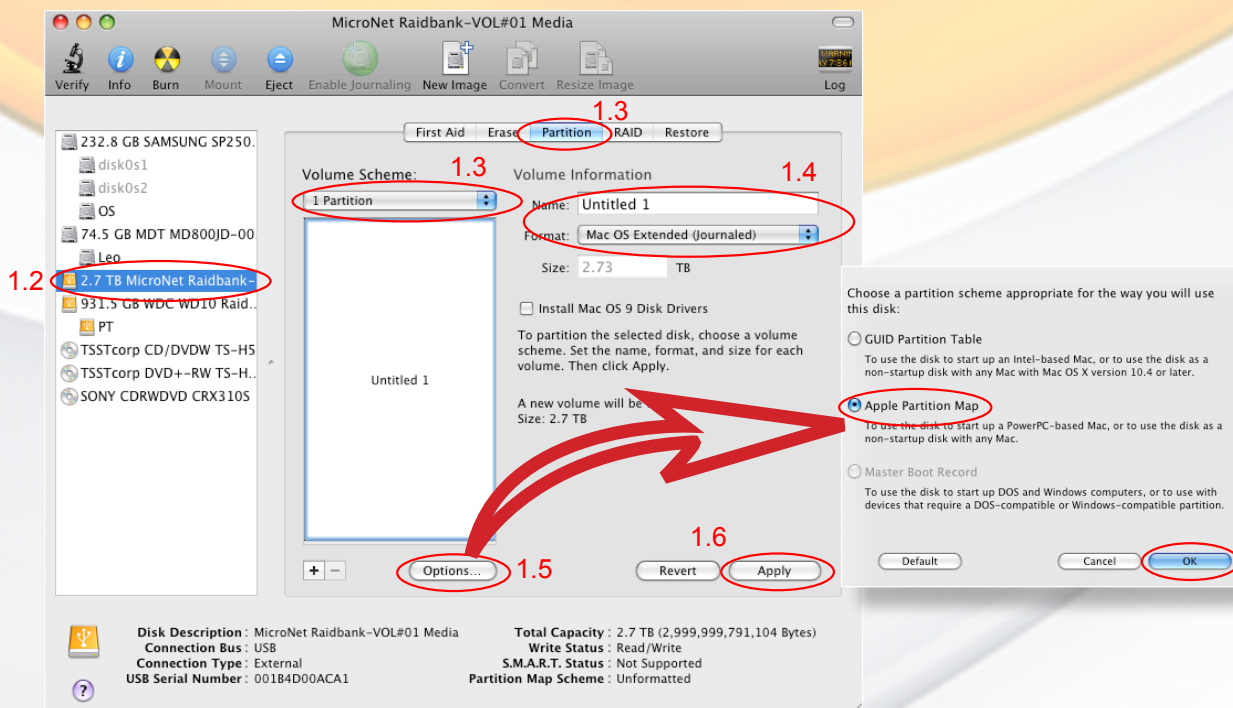 MicroNet Raidbank-VOL#01 Media
Verify Info Burn Mount Eject Enable Journaling New Image Convert Resize Image Log
1.3
First Aid Erase Partition RAID Restore
232.8 GB SAMSUNG SP250.
disk0s1
disk0s2
OS
74.5 GB MDT MD800JD-00
Leo
1.2
2.7 TB MicroNet Raidbank-
931.5 GB WDC WD10 Raid..
PT
TSSTcorp CD/DVDW TS-H5
TSSTcorp DVD+-RW TS-H..
SONY CDRWDVD CRX310S
Volume Scheme: 1.3
1 Partition
Untitled 1
Volume Information
1.4
Name: Untitled 1
Format: Mac OS Extended (Journaled)
Size: 2.73 TB
Install Mac OS 9 Disk Drivers
To partition the selected disk, choose a volume
scheme. Set the name, format, and size for each
volume. Then click Apply.
A new volume will be
Size: 2.7 TB
+ -
Options... 1.5
1.6
Revert Apply
Choose a partition scheme appropriate for the way you will use
this disk:
GUID Partition Table
To use the disk to start up an Intel-based Mac, or to use the disk as a
non-startup disk with any Mac with Mac OS X version 10.4 or later.
Apple Partition Map
To use the disk to start up a PowerPC-based Mac, or to use the disk as a
non-startup disk with any Mac.
Master Boot Record
To use the disk to start up DOS and Windows computers, or to use with
devices that require a DOS-compatible or Windows-compatible partition.
Default Cancel OK
Disk Description : MicroNet Raidbank-VOL#01 Media
Connection Bus : USB
Connection Type : External
USB Serial Number : 001B4D00ACA1
Total Capacity : 2.7 TB (2,999,999,791,104 Bytes)
Write Status : Read/Write
S.M.A.R.T. Status : Not Supported
Partition Map Scheme : Unformatted
?